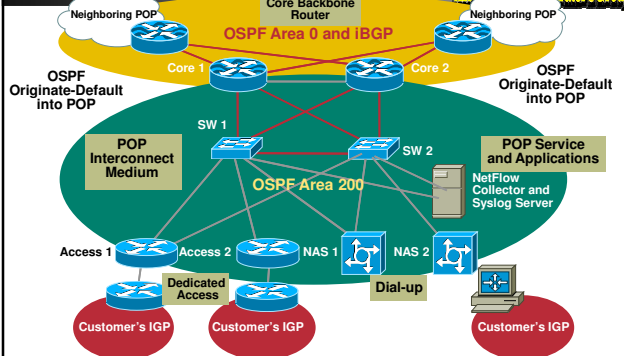 Core Backbone
Router
Neighboring POP
Neighboring POP
OSPF Area 0 and iBGP
Core 1
Core 2
OSPF
Originate-Default
into POP
OSPF
Originate-Default
into POP
SW 1
SW 2
POP
Interconnect
Medium
POP Service
and Applications
OSPF Area 200
NetFlow
Collector and
Syslog Server
Access 1
Access 2
NAS 1
NAS 2
Dedicated
Access
Dial-up
Customer's IGP
Customer's IGP
Customer's IGP